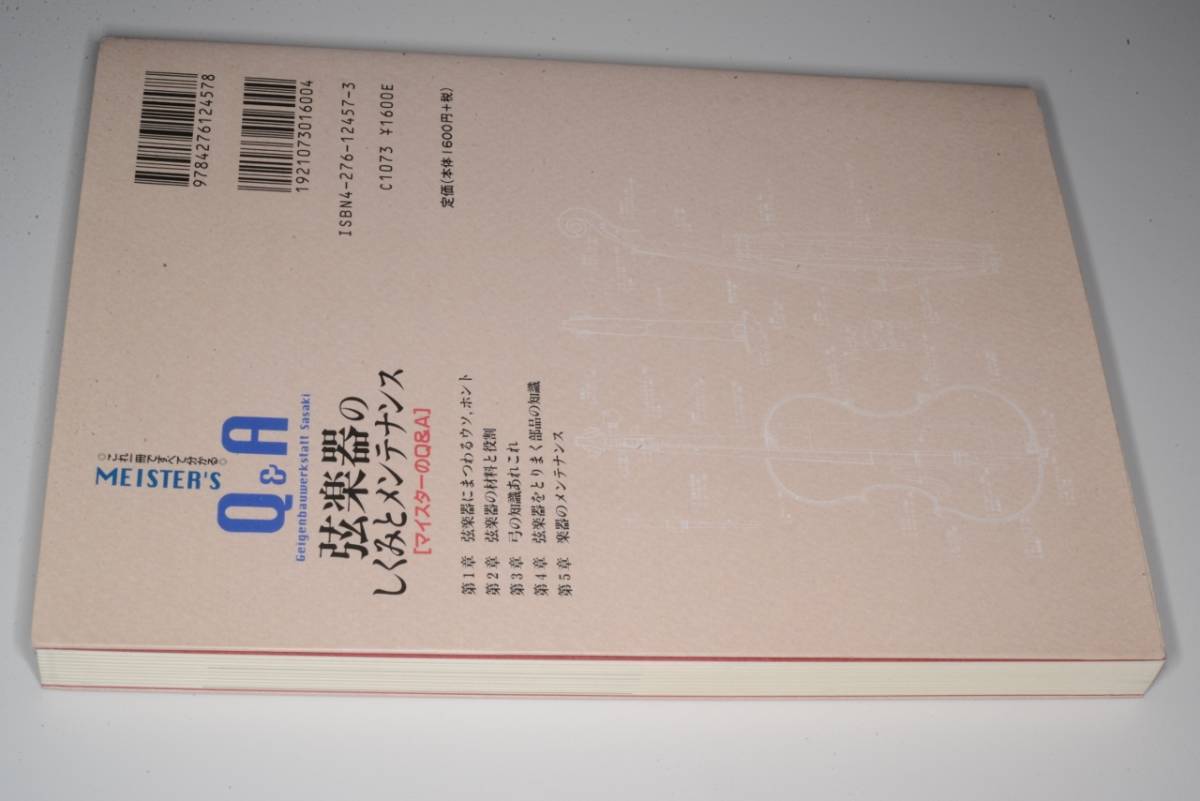 ◎これ一冊ですべて分かる◎
MEISTER'S
Q&A
Geigenbauwerkstatt Sasaki
弦楽器の
しくみとメンテナンス
[マイスターのQ&A]
第1章 弦楽器にまつわるウソ,ホント
第2章 弦楽器の材料と役割
第3章 弓の知識あれこれ
第4章 弦楽器をとりまく部品の知識
第5章 楽器のメンテナンス
9784276124578
1921073016004
ISBN4-276-12457-3
C1073 ¥1600E
定価(本体1600円+税)